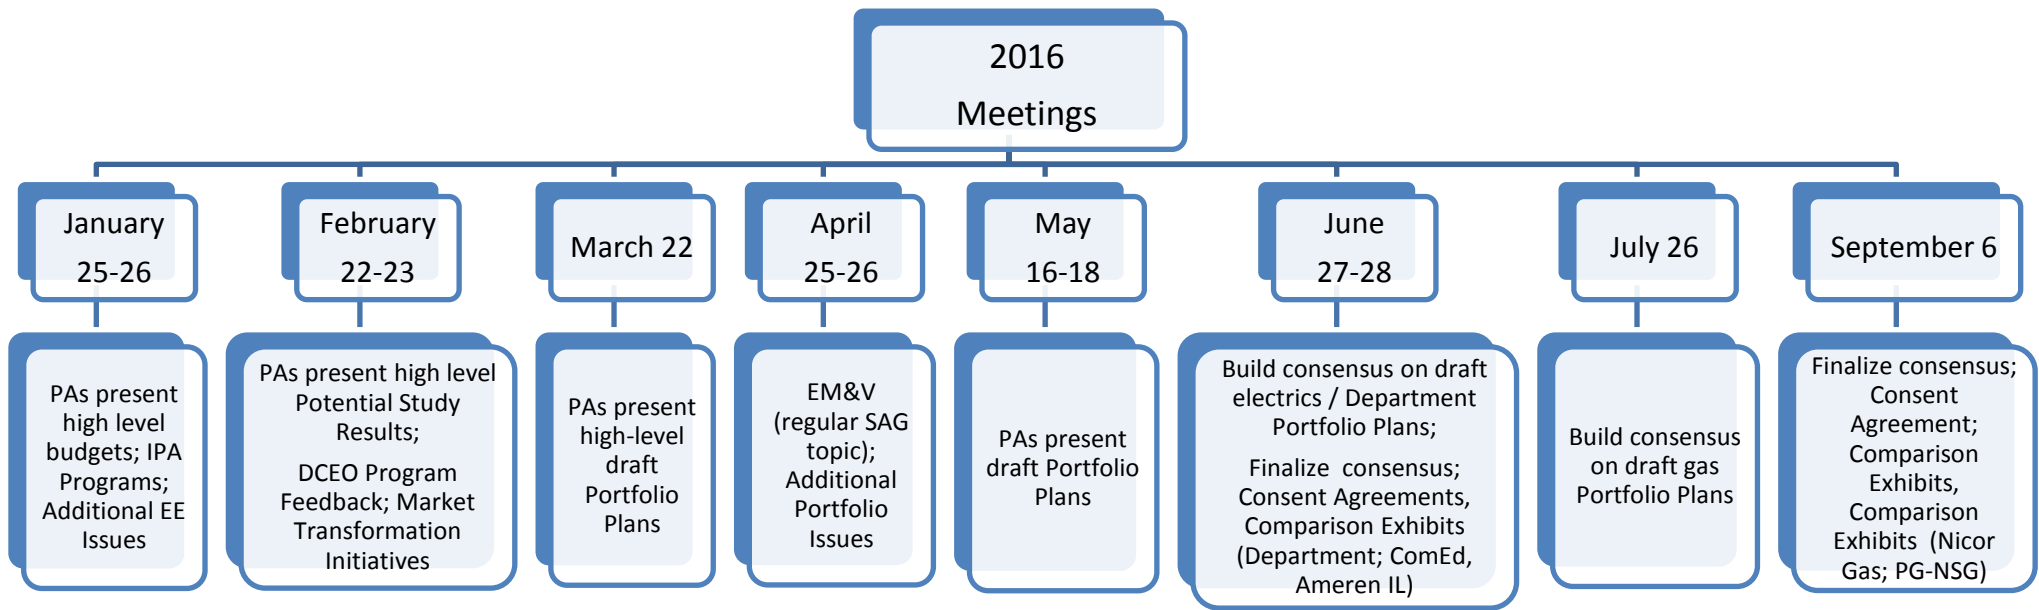 2016
Meetings
January
25-26
February
22-23
March 22
April
25-26
May
16-18
June
27-28
July 26
September 6
PAs present
high level
budgets; IPA
Programs;
Additional EE
Issues
PAs present high level
Potential Study
Results;
DCEO Program
Feedback; Market
Transformation
Initiatives
PAs present
high-level
draft
Portfolio
Plans
EM&V
(regular SAG
topic);
Additional
Portfolio
Issues
PAs present
draft Portfolio
Plans
Build consensus on draft
electrics / Department
Portfolio Plans;
Finalize consensus;
Consent Agreements,
Comparison Exhibits
(Department; ComEd,
Ameren IL)
Build consensus
on draft gas
Portfolio Plans
Finalize consensus;
Consent
Agreement;
Comparison
Exhibits,
Comparison
Exhibits (Nicor
Gas; PG-NSG)